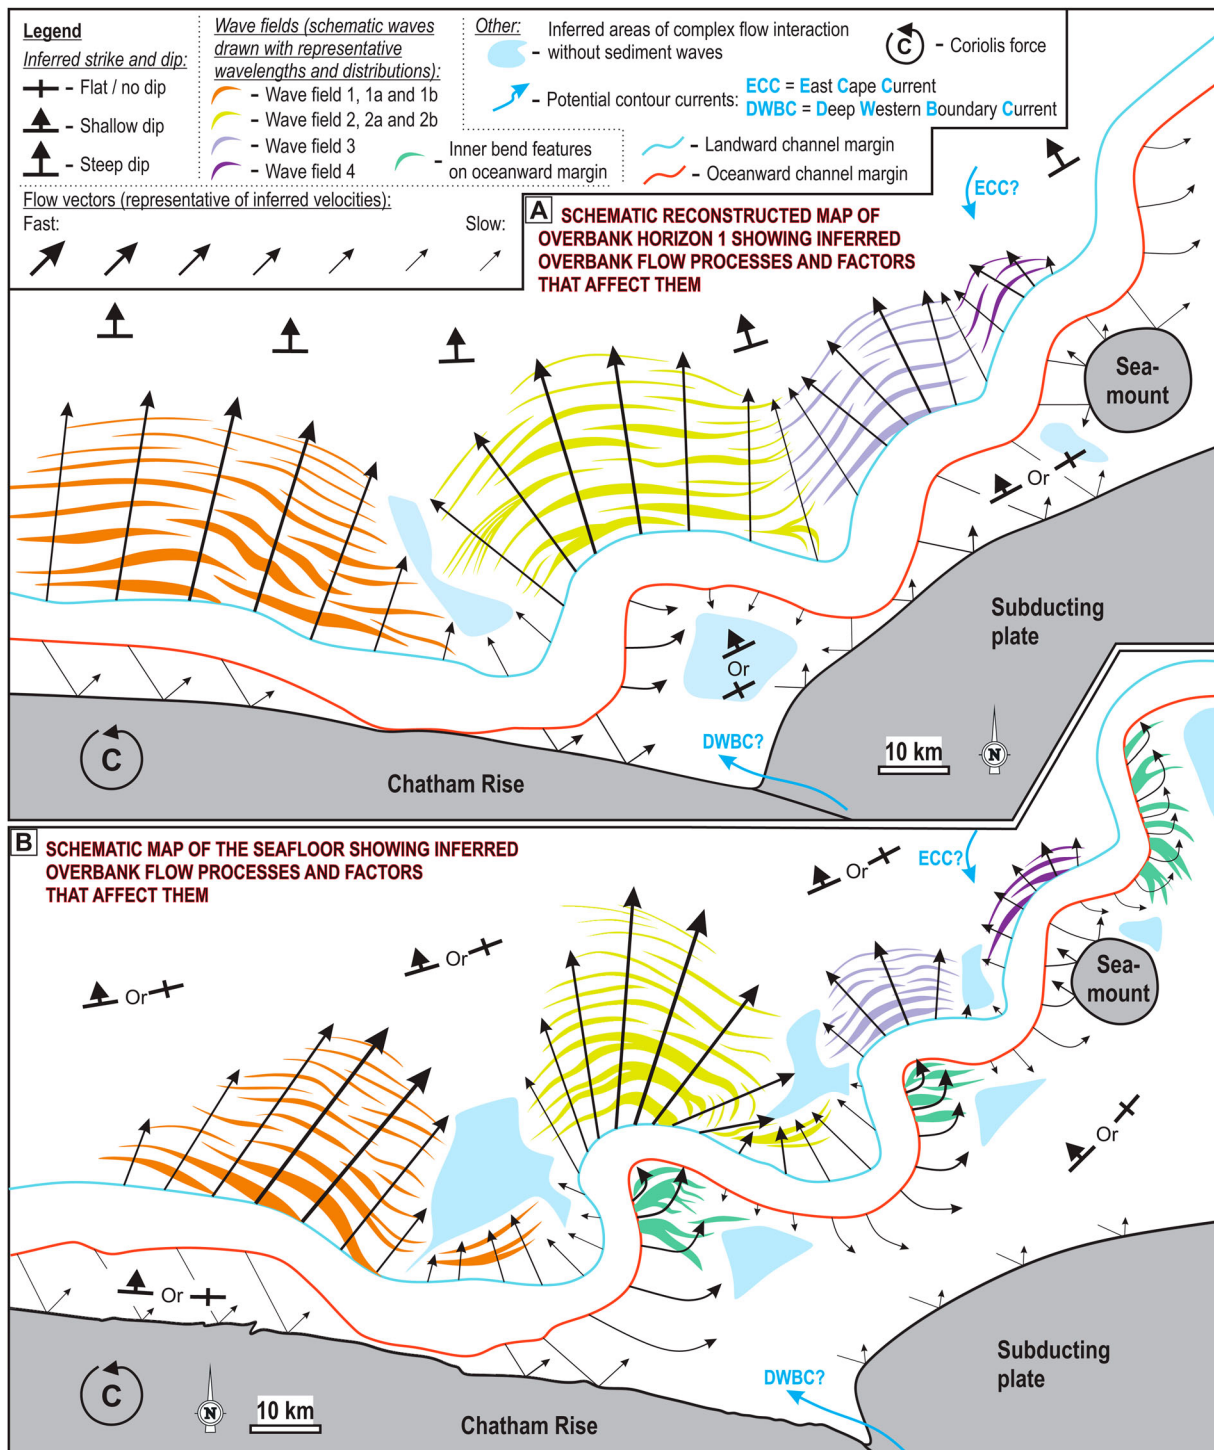 Legend
Inferred strike and dip:
- Flat / no dip
- Shallow dip
- Steep dip
Wave fields (schematic waves
drawn with representative
wavelengths and distributions):
- Wave field 1, 1a and 1b
- Wave field 2, 2a and 2b
- Wave field 3
- Wave field 4
- Inner bend features
on oceanward margin
Other:
Inferred areas of complex flow interaction
- without sediment waves
C - Coriolis force
- Potential contour currents:
ECC = East Cape Current
DWBC = Deep Western Boundary Current
- Landward channel margin
- Oceanward channel margin
Flow vectors (representative of inferred velocities):
Fast:
Slow:
A SCHEMATIC RECONSTRUCTED MAP OF
OVERBANK HORIZON 1 SHOWING INFERRED
OVERBANK FLOW PROCESSES AND FACTORS
THAT AFFECT THEM
ECC?
Sea-
mount
Or
Subducting
plate
Or
DWBC?
10 km
N
C
Chatham Rise
B SCHEMATIC MAP OF THE SEAFLOOR SHOWING INFERRED
OVERBANK FLOW PROCESSES AND FACTORS
THAT AFFECT THEM
ECC?
Or
Or
Or
Sea-
mount
Or
Or
Subducting
plate
DWBC?
C
N
10 km
Chatham Rise